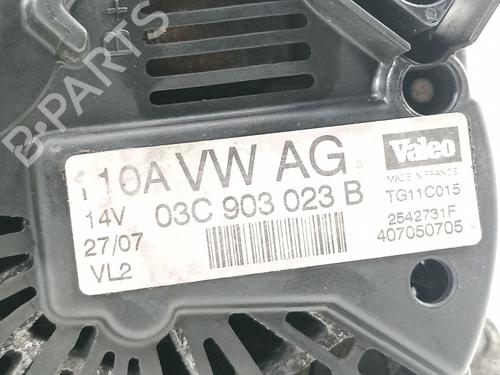 B-PARTS
110A VW AG
Valeo
MADE IN FRANCE
14V
03C 903 023 B
TG11C015
27/07
2542731F
VL2
407050705